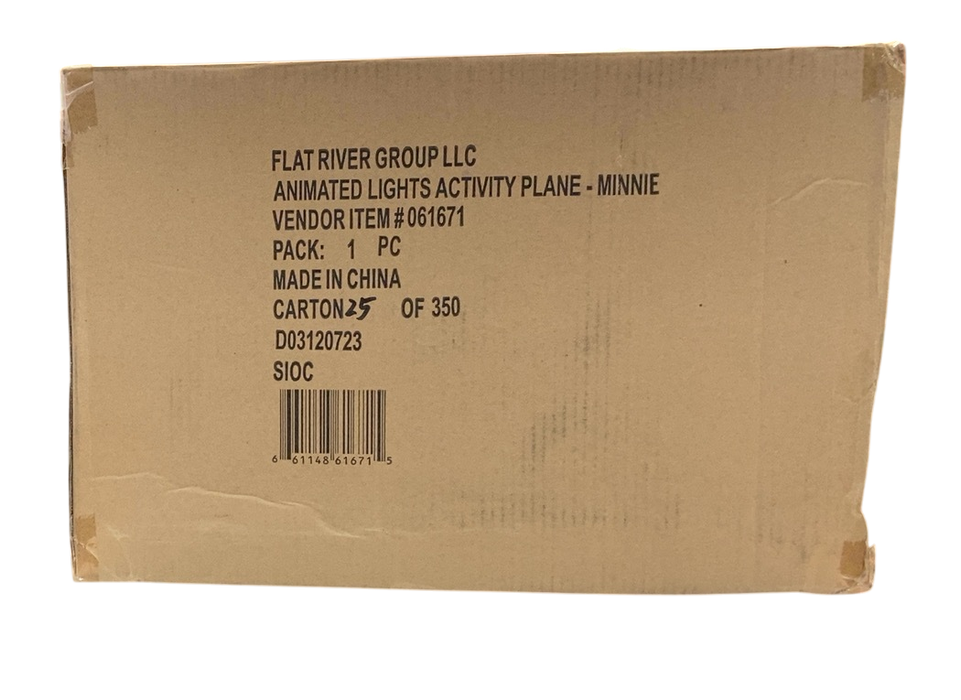 FLAT RIVER GROUP LLC
ANIMATED LIGHTS ACTIVITY PLANE - MINNIE
VENDOR ITEM # 061671
PACK: 1 PC
MADE IN CHINA
CARTON 25 OF 350
D03120723
SIOC
6 61148 61671 5